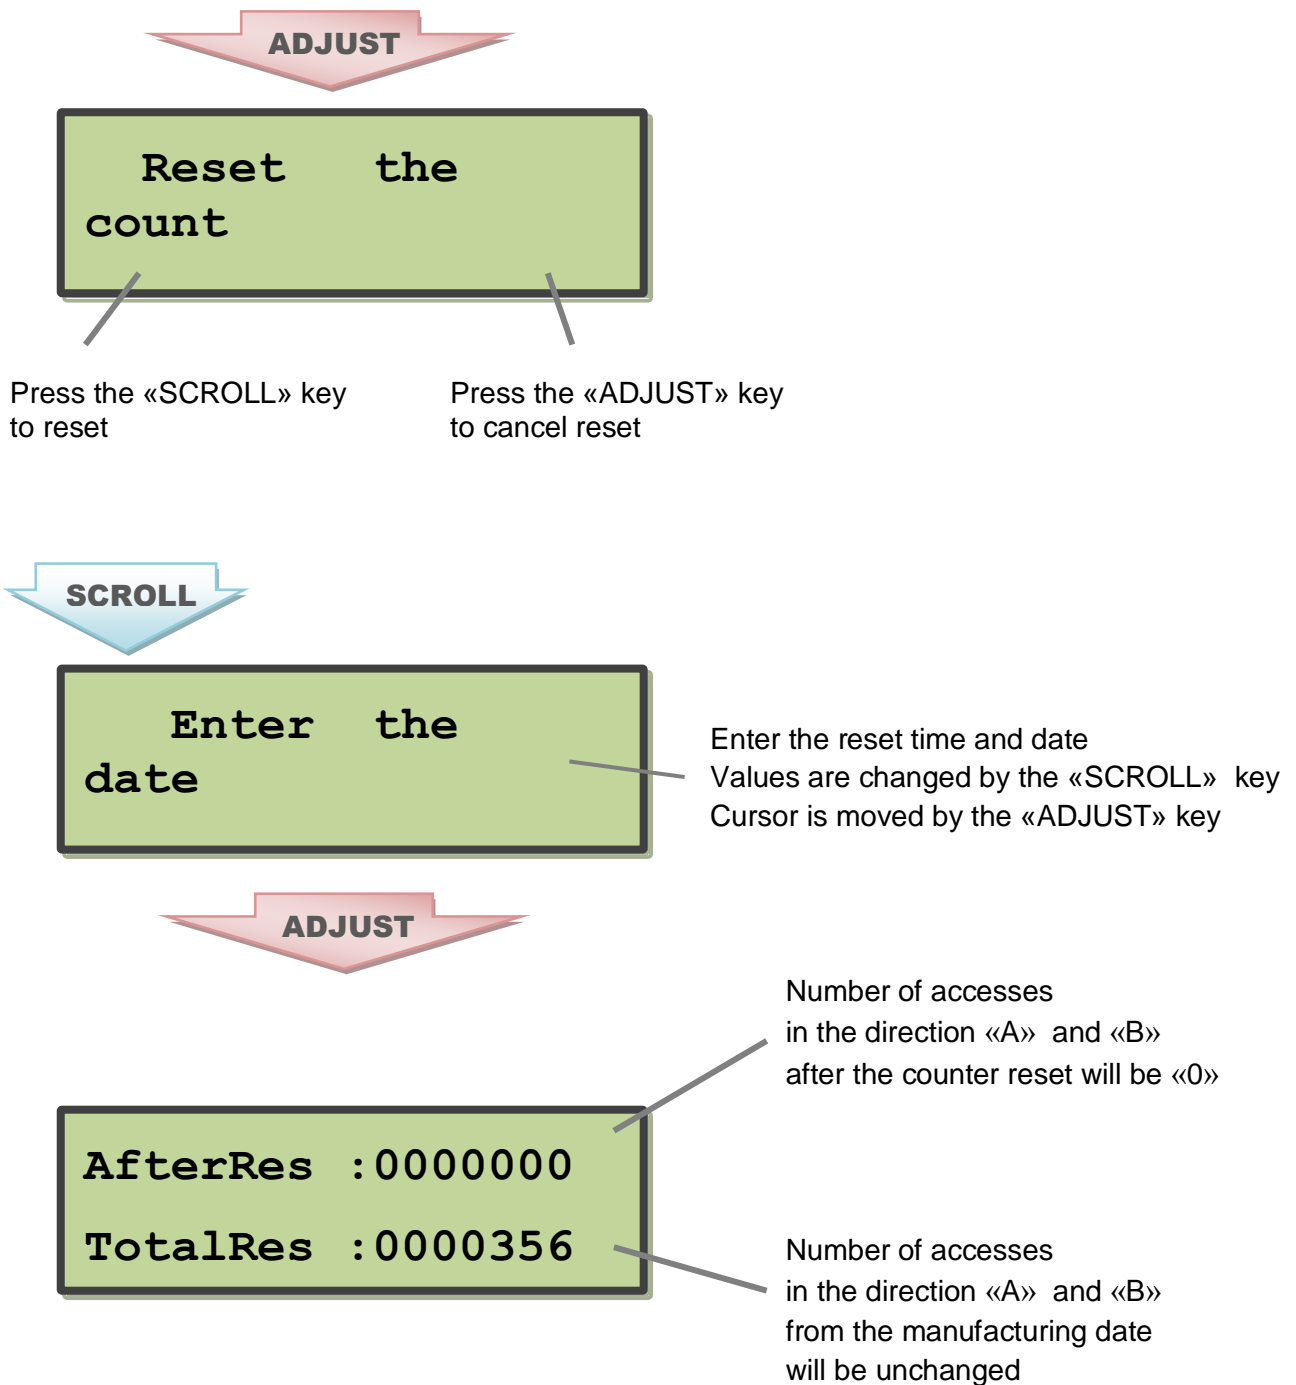 ADJUST
Reset the
count
Press the «SCROLL» key
to reset
Press the «ADJUST» key
to cancel reset
SCROLL
Enter the
date
Enter the reset time and date
Values are changed by the «SCROLL» key
Cursor is moved by the «ADJUST» key
ADJUST
Number of accesses
in the direction «A» and «B»
after the counter reset will be «0»
AfterRes :0000000
TotalRes :0000356
Number of accesses
in the direction «A» and «B»
from the manufacturing date
will be unchanged